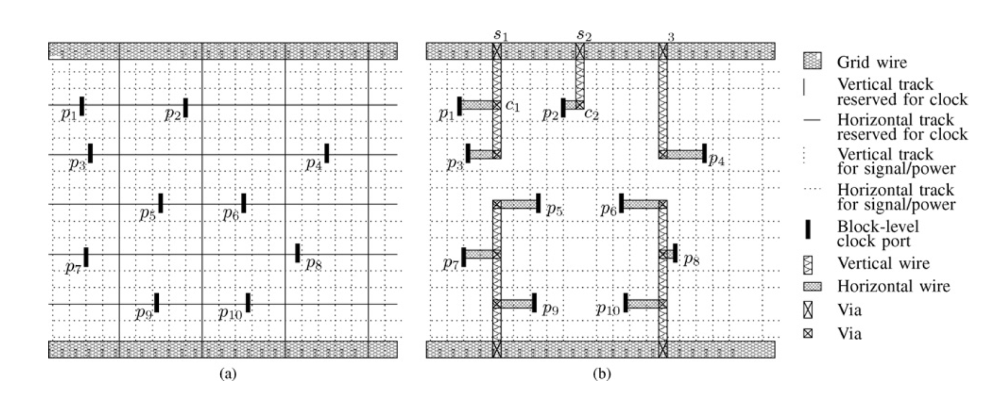 s1 s2 3
p1 p2
p3 p4
p5 p6
p7 p8
p9 p10
(a)
p1 c1 p2 c2
p3 p4
p5 p6
p7 p8
p9 p10
(b)
Grid wire
Vertical track
reserved for clock
Horizontal track
reserved for clock
Vertical track
for signal/power
Horizontal track
for signal/power
Block-level
clock port
Vertical wire
Horizontal wire
Via
Via